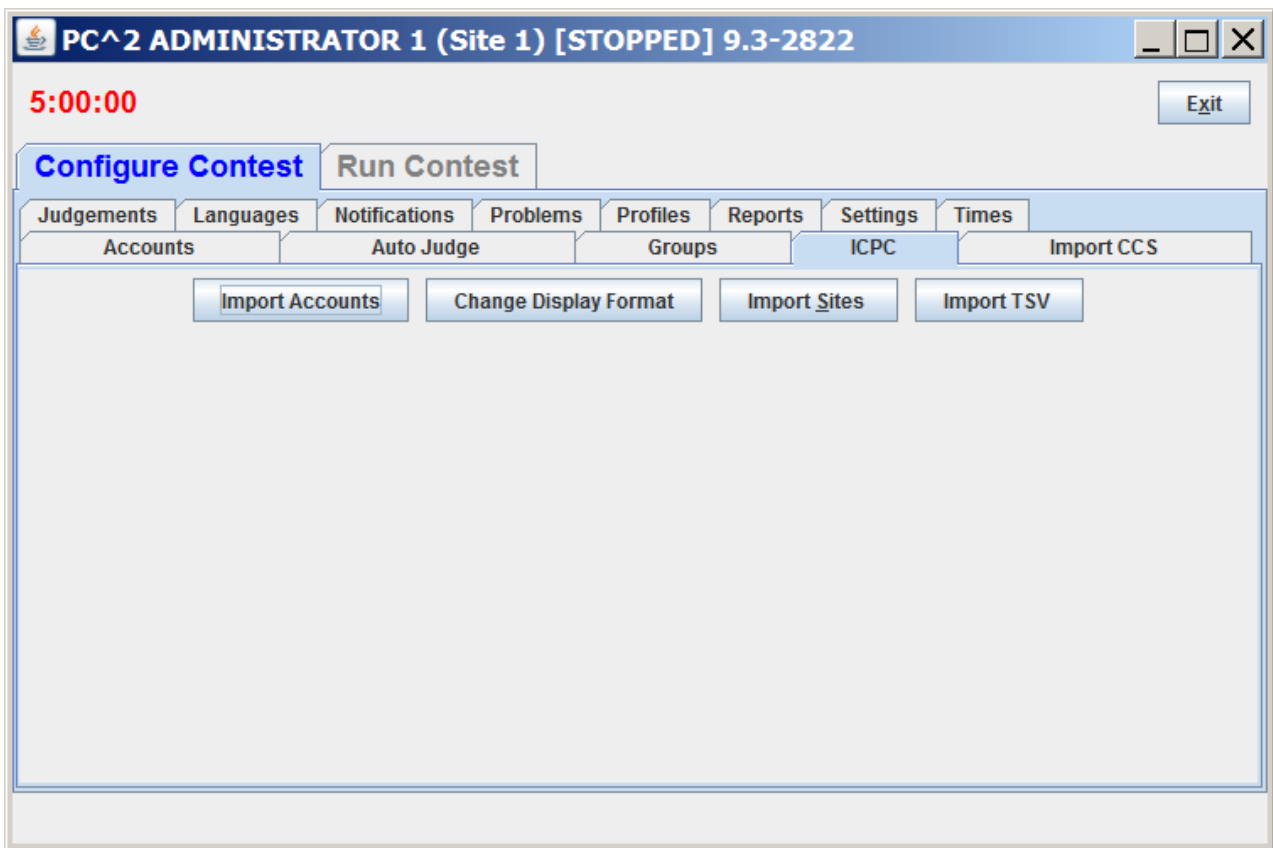 PC^2 ADMINISTRATOR 1 (Site 1) [STOPPED] 9.3-2822
5:00:00 Exit
Configure Contest Run Contest
Judgements Languages Notifications Problems Profiles Reports Settings Times
Accounts Auto Judge Groups ICPC Import CCS
Import Accounts Change Display Format Import Sites Import TSV